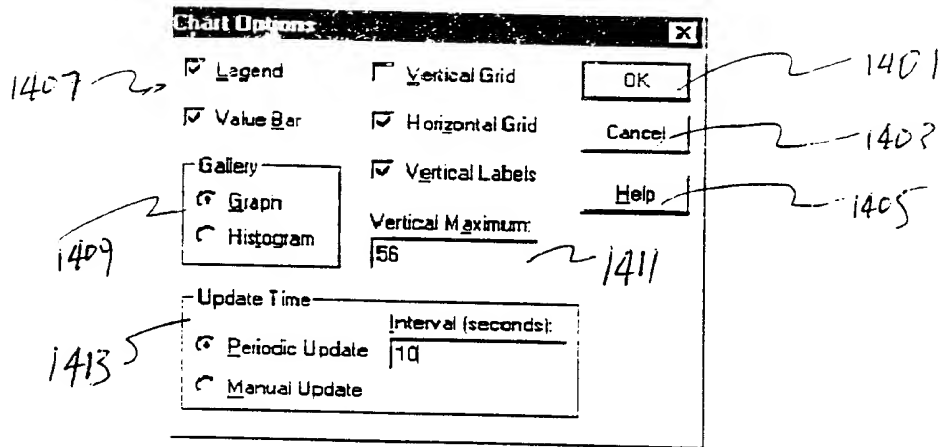 Chart Options
Legend
Vertical Grid
OK
1401
1407
Value Bar
Horizontal Grid
Cancel
1403
Gallery
Vertical Labels
Help
1405
Graph
Histogram
1409
Vertical Maximum:
56
1411
Update Time
Interval (seconds):
Periodic Update
10
1413
Manual Update